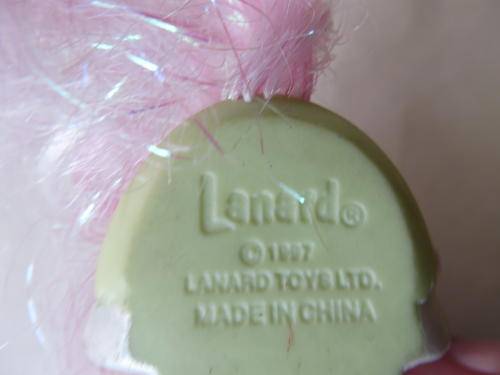 Lanard®
© 1997
LANARD TOYS LTD.
MADE IN CHINA